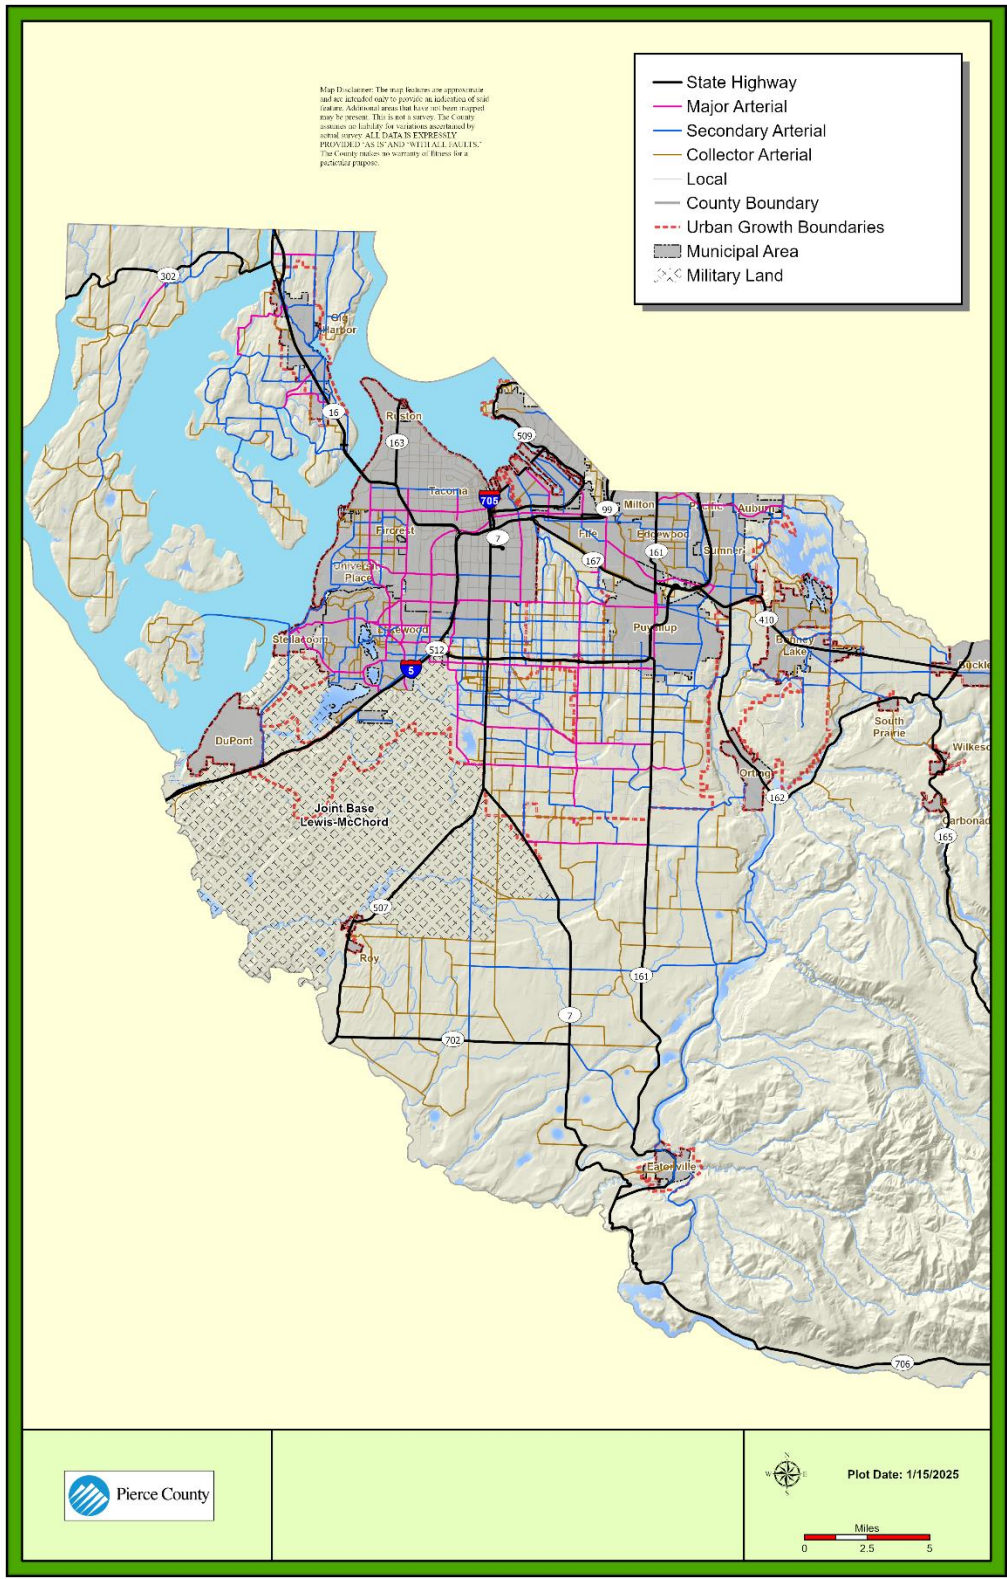 Map Disclaimer: The map features are approximate
and are intended only to provide an indication of said
feature. Additional areas that have not been mapped
may be present. This is not a survey. The County
assumes no liability for variations ascertained by
actual survey. ALL DATA IS EXPRESSLY
PROVIDED "AS IS" AND "WITH ALL FAULTS."
The County makes no warranty of fitness for a
particular purpose.
State Highway
Major Arterial
Secondary Arterial
Collector Arterial
Local
County Boundary
Urban Growth Boundaries
Municipal Area
Military Land
302
Gig
Harbor
16
Ruston
163
509
Tacoma
705
99
Milton
Pacific
Auburn
Fircrest
7
Fife
Edgewood
161
Sumner
167
University
Place
410
Steilacoom
Lakewood
Puyallup
Bonney
Lake
512
5
Buckle
DuPont
South
Prairie
Wilkeso
Orting
162
Joint Base
Lewis-McChord
Carbonad
165
507
Roy
161
7
702
Eatonville
706
Pierce County
N
W
E
S
Plot Date: 1/15/2025
Miles
0 2.5 5